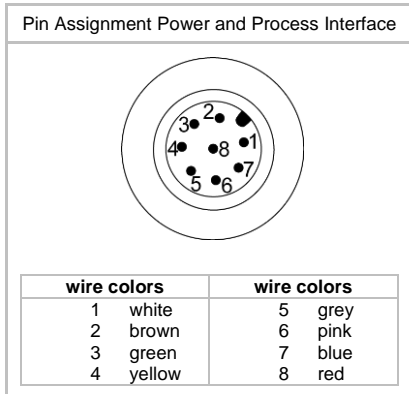 Pin Assignment Power and Process Interface
2
3
1
4
8
7
5
6
wire colors wire colors
1 white 5 grey
2 brown 6 pink
3 green 7 blue
4 yellow 8 red